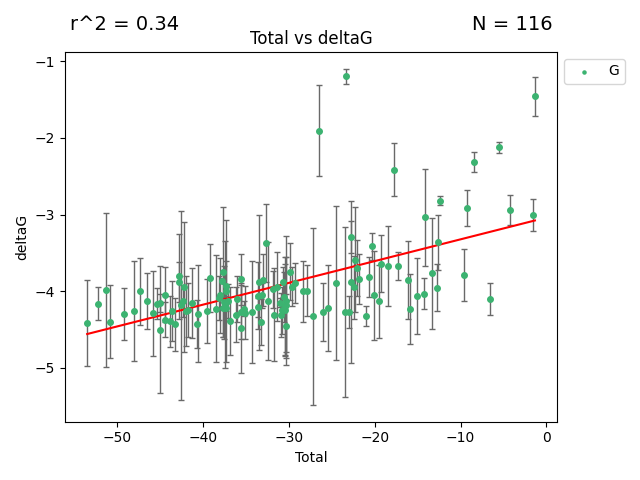 r^2 = 0.34
N = 116
Total vs deltaG
G
deltaG
−1
−2
−3
−4
−5
−50
−40
−30
−20
−10
0
Total